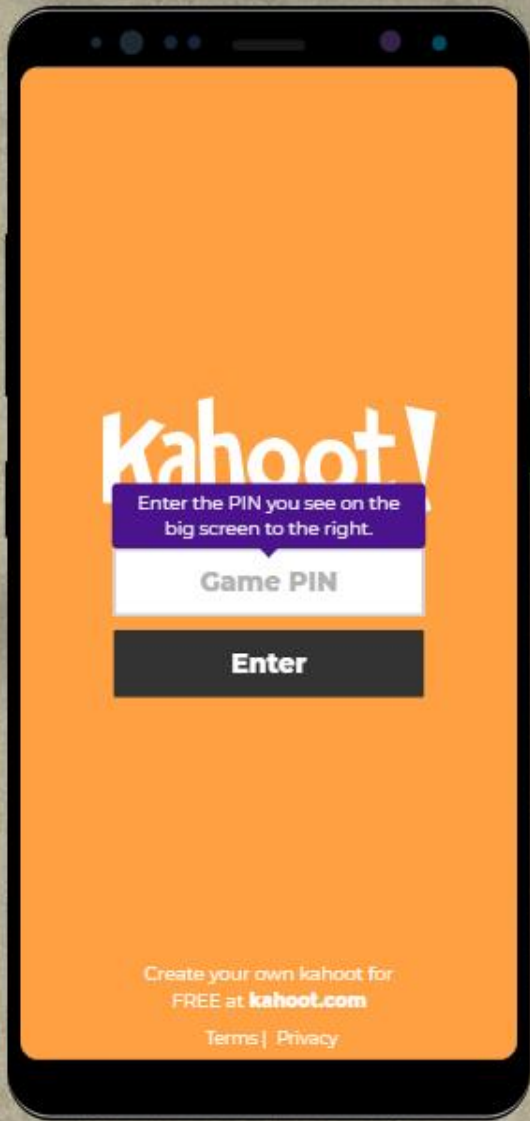 Kahoot!
Enter the PIN you see on the
big screen to the right.
Game PIN
Enter
Create your own kahoot for
FREE at kahoot.com
Terms | Privacy